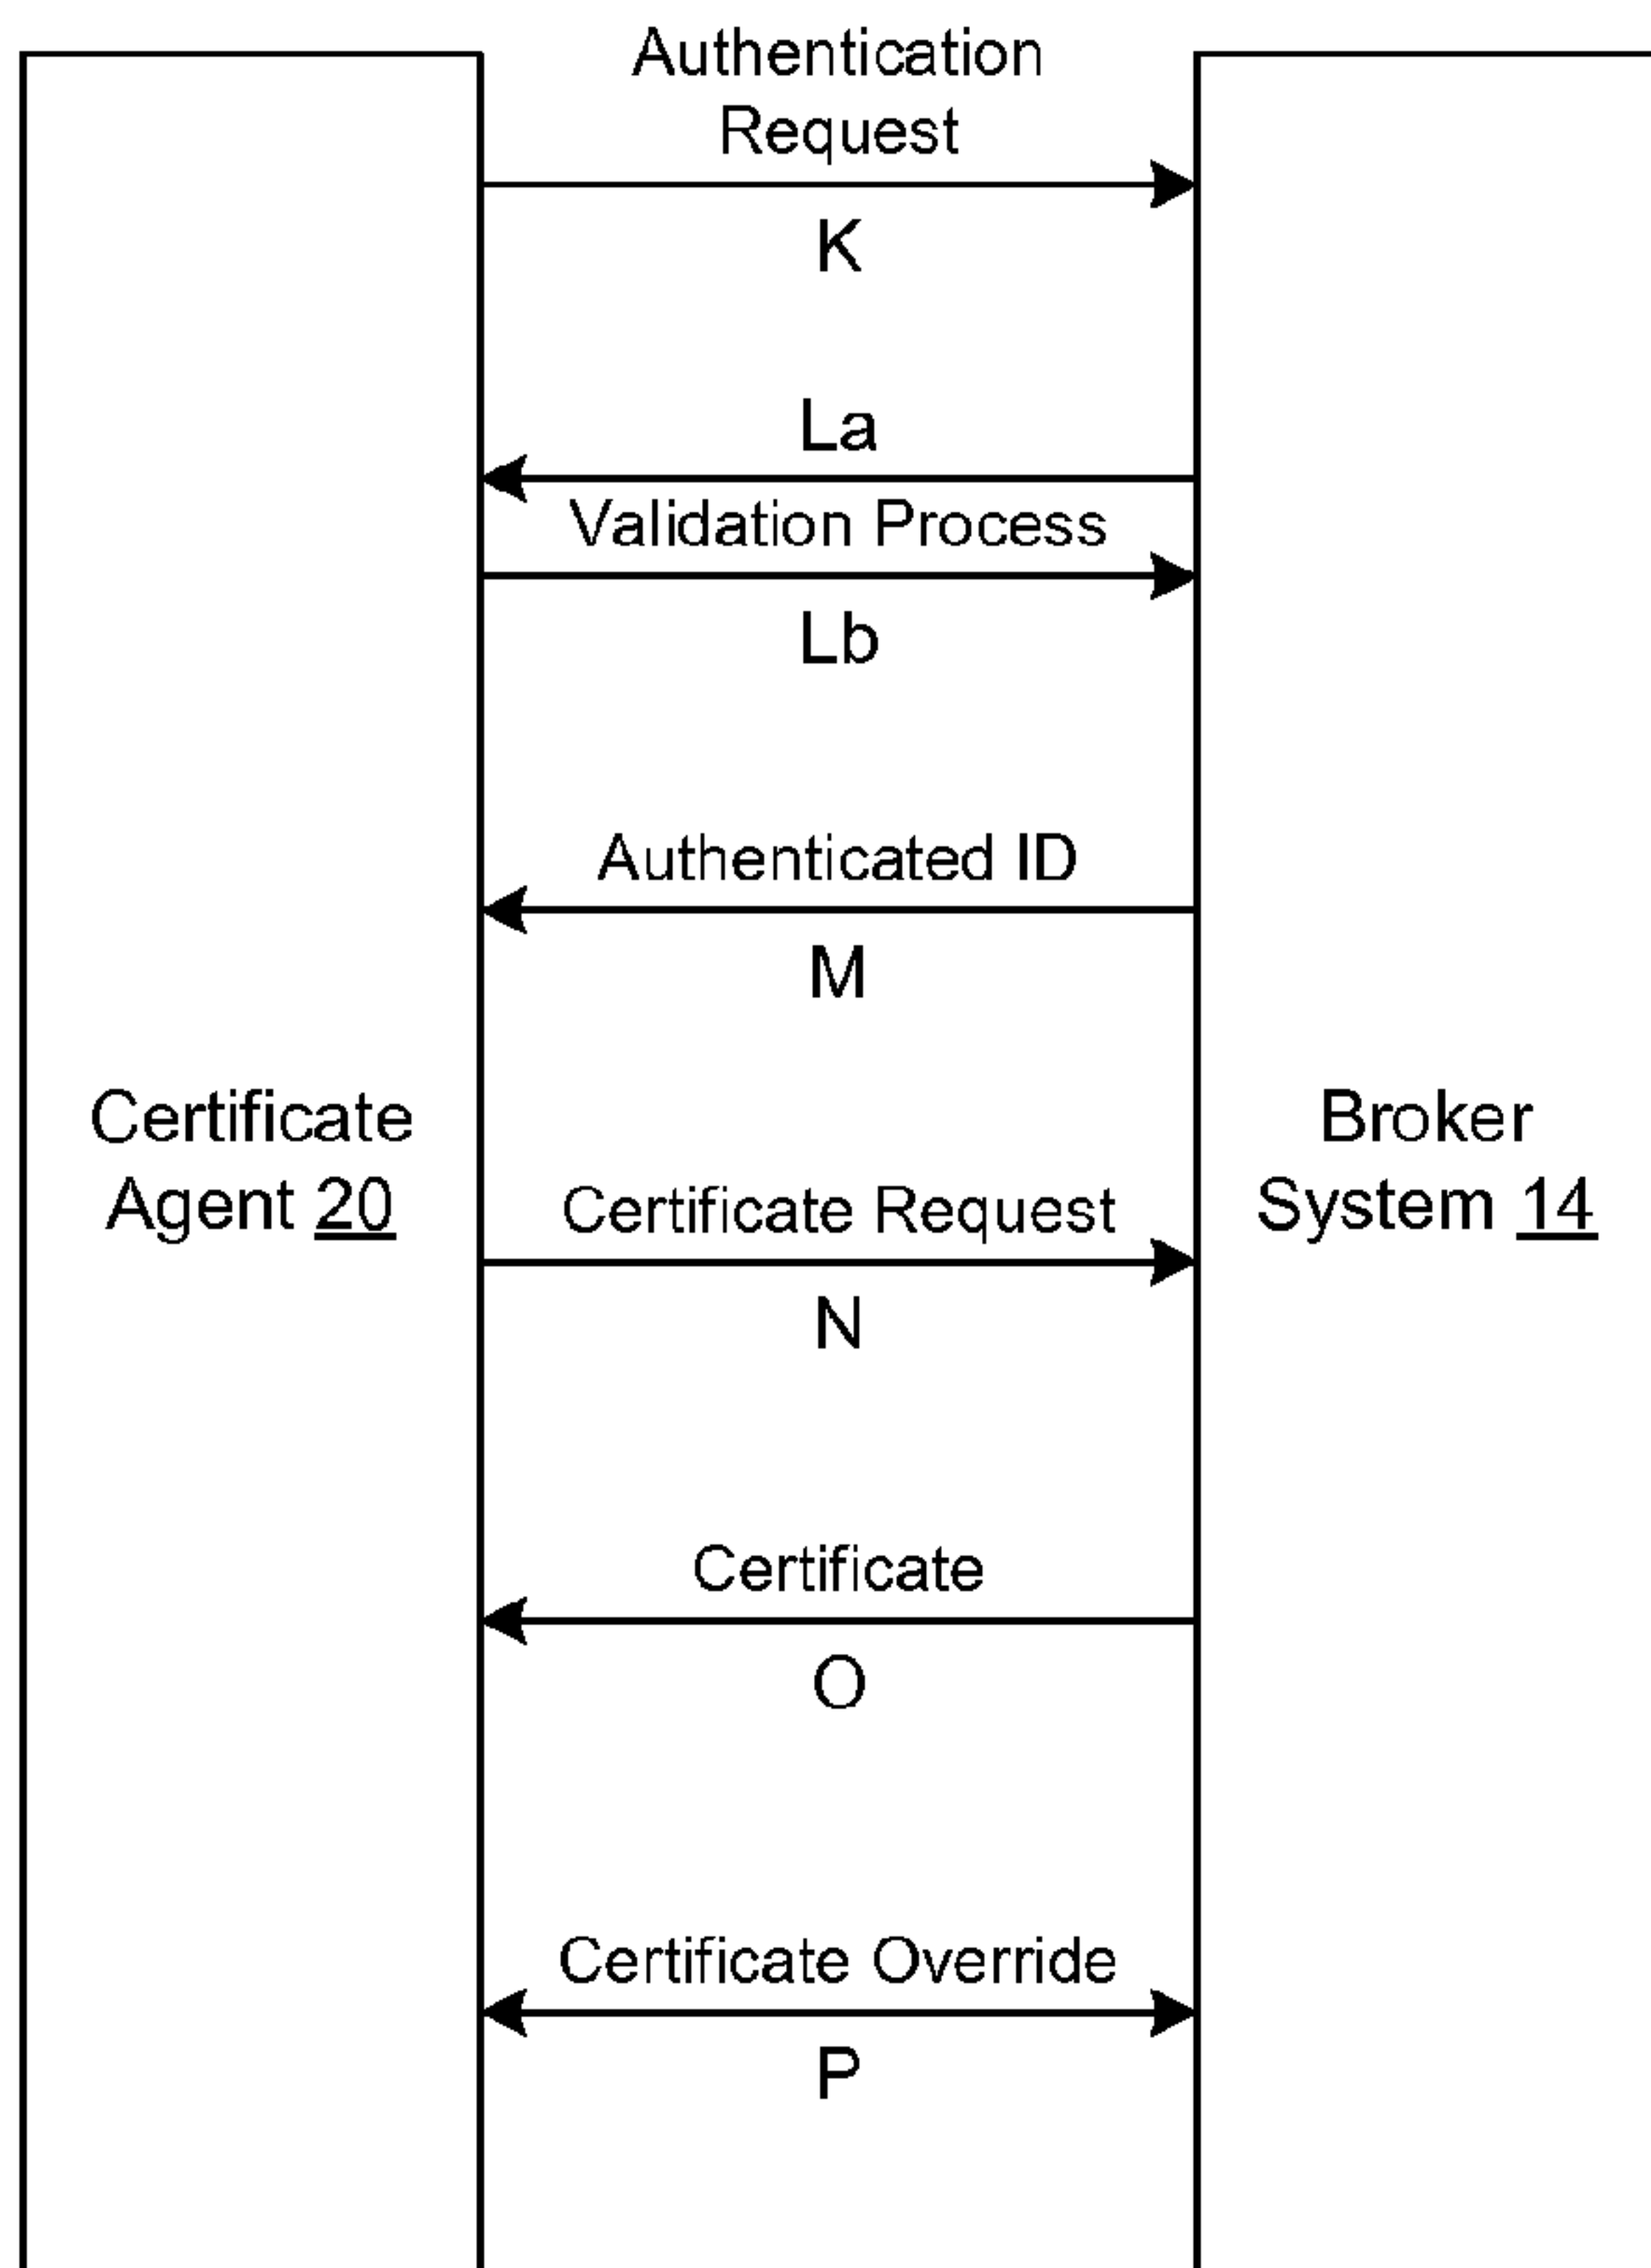 Authentication
Request
K
La
Validation Process
Lb
Authenticated ID
M
Certificate
Agent 20
Broker
System 14
Certificate Request
N
Certificate
O
Certificate Override
P